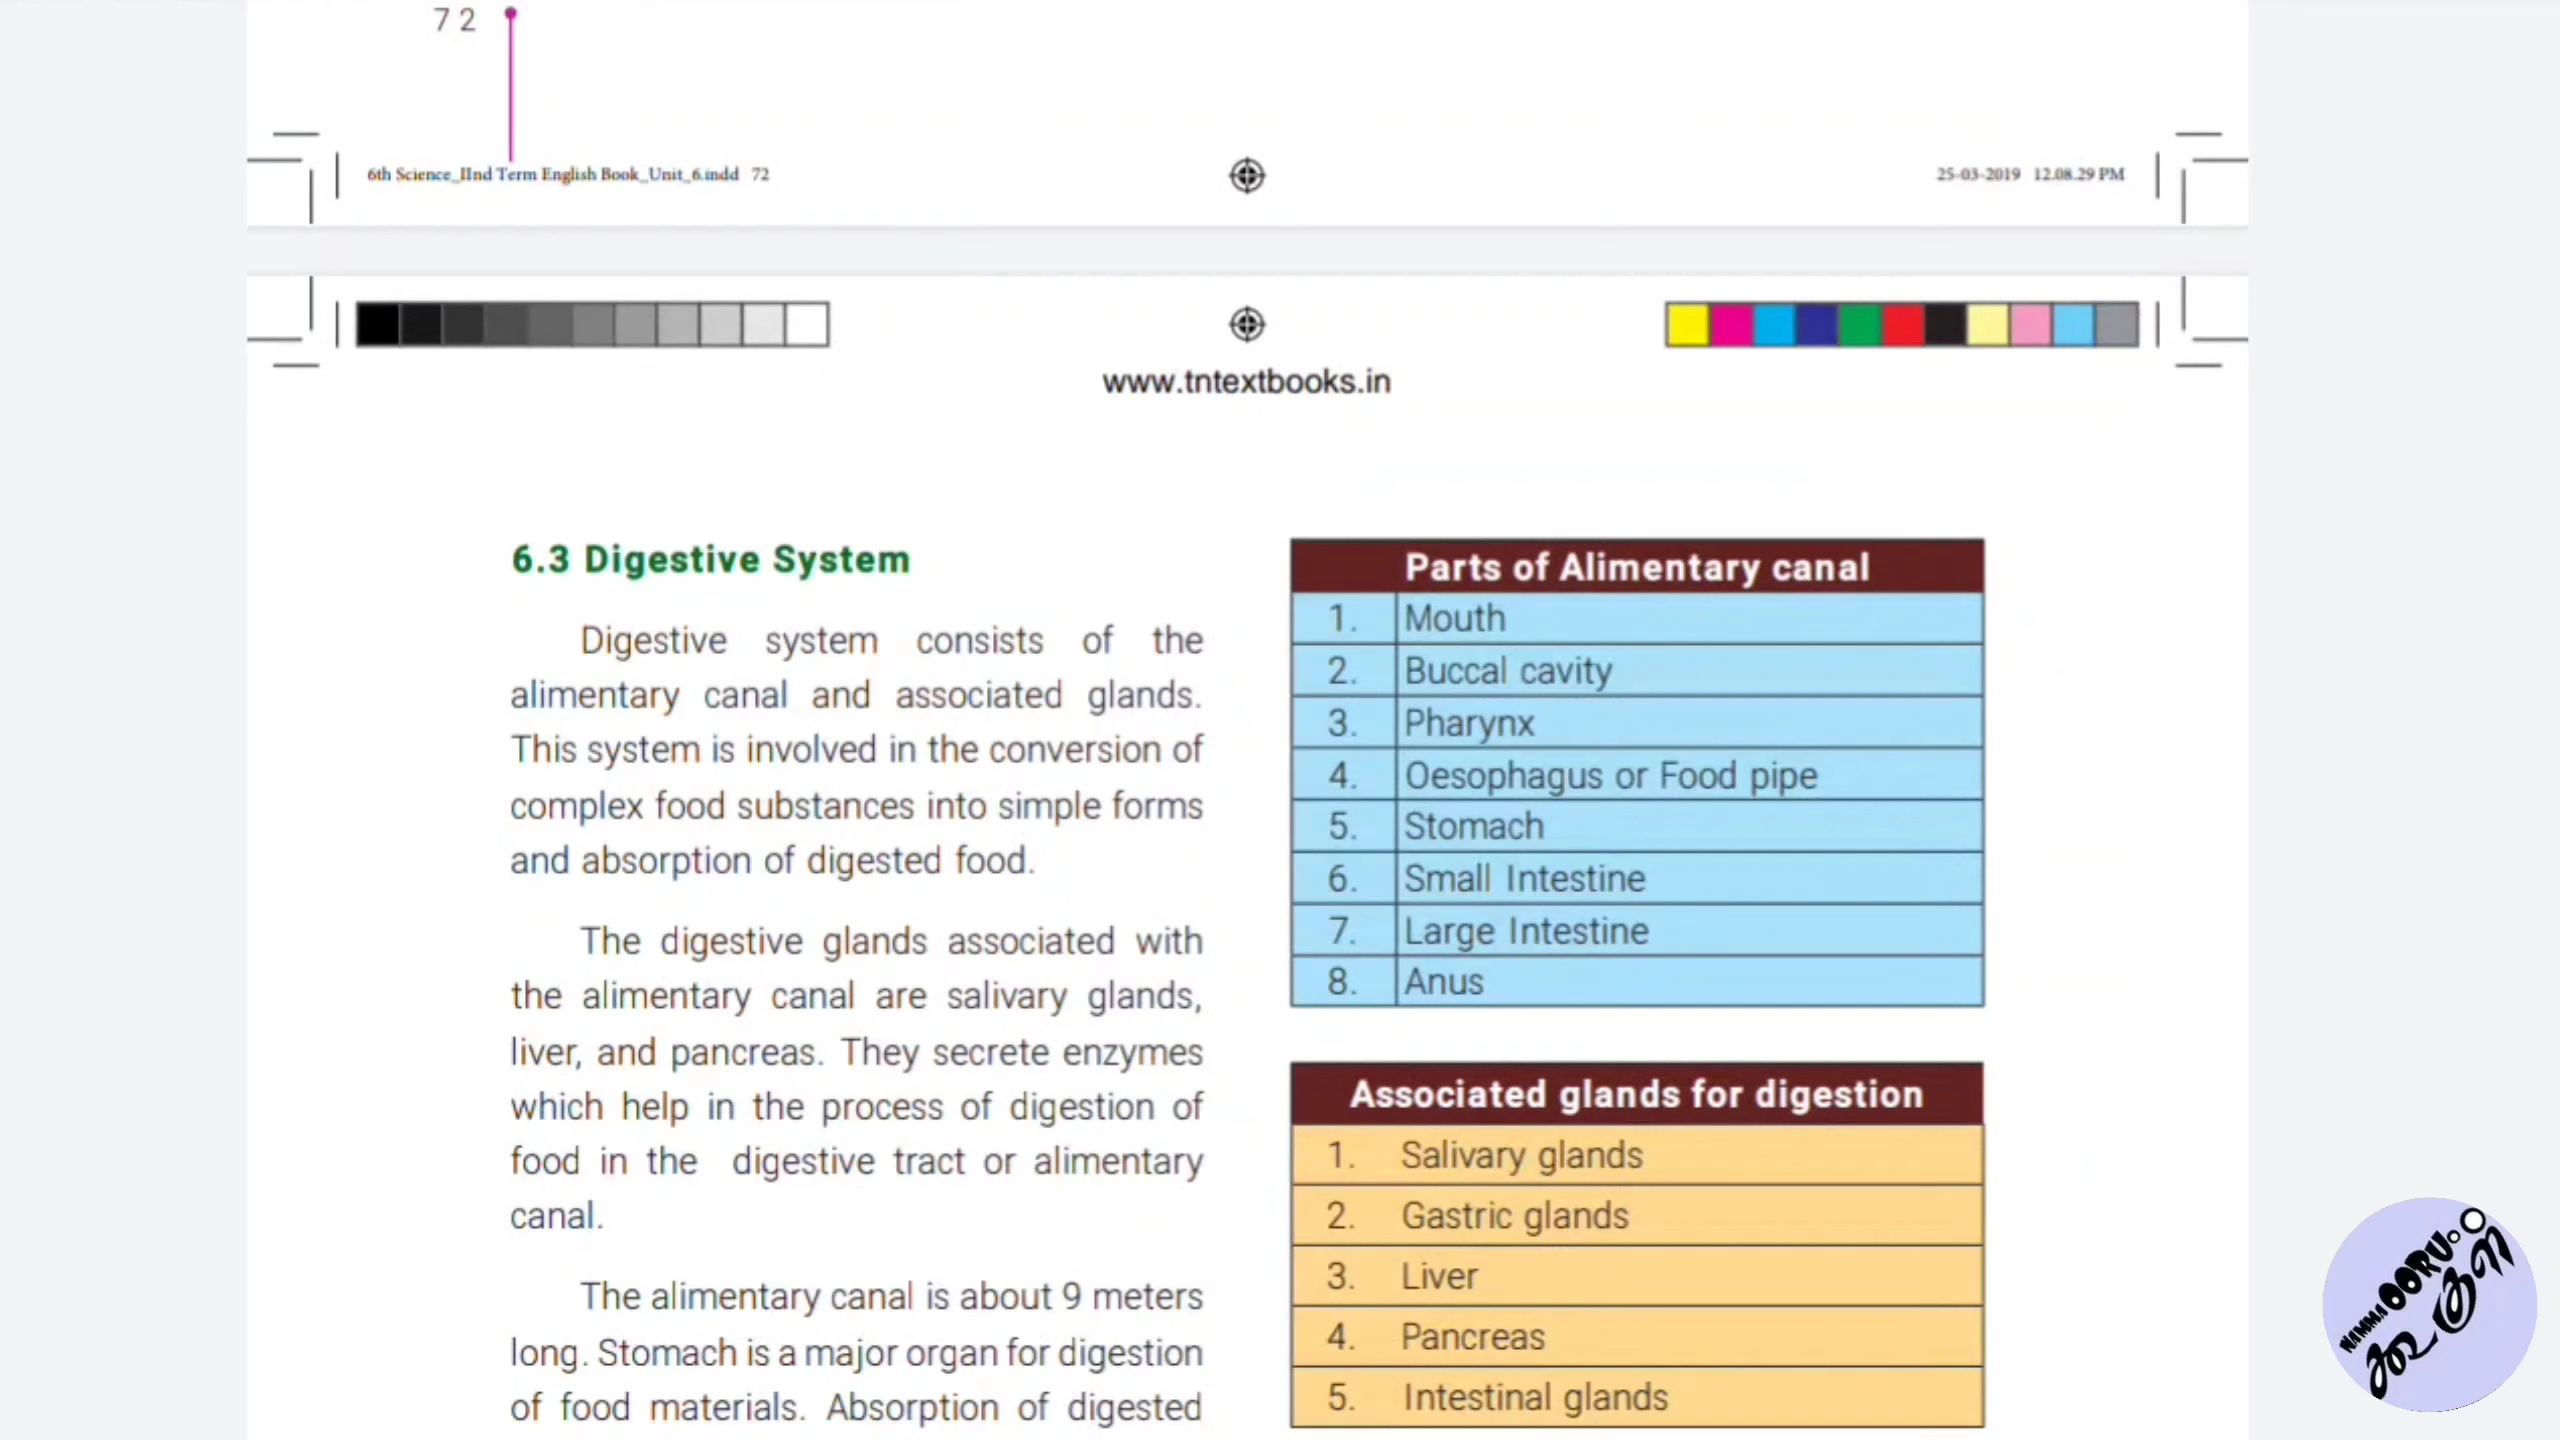 72
6th Science_IInd Term English Book_Unit_6.indd 72
25-03-2019 12.08.29 PM
www.tntextbooks.in
6.3 Digestive System
Digestive system consists of the
alimentary canal and associated glands.
This system is involved in the conversion of
complex food substances into simple forms
and absorption of digested food.
The digestive glands associated with
the alimentary canal are salivary glands,
liver, and pancreas. They secrete enzymes
which help in the process of digestion of
food in the digestive tract or alimentary
canal.
The alimentary canal is about 9 meters
long. Stomach is a major organ for digestion
of food materials. Absorption of digested
Parts of Alimentary canal
1. Mouth
2. Buccal cavity
3. Pharynx
4. Oesophagus or Food pipe
5. Stomach
6. Small Intestine
7. Large Intestine
8. Anus
Associated glands for digestion
1. Salivary glands
2. Gastric glands
3. Liver
4. Pancreas
5. Intestinal glands
NAMMA OORU